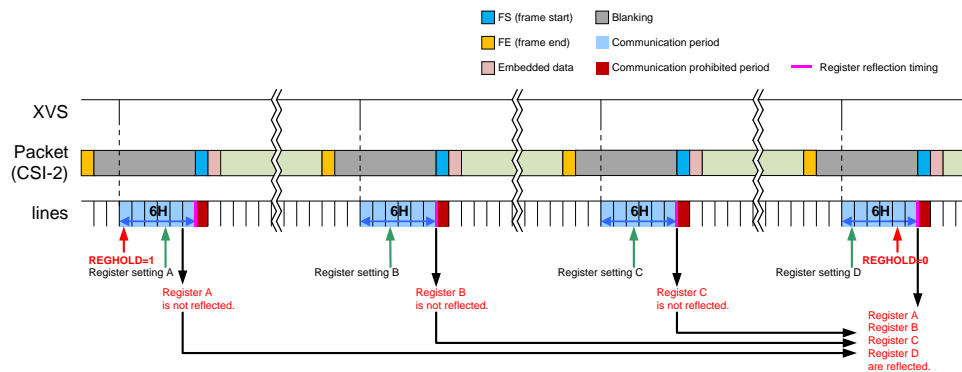 FS (frame start)
Blanking
FE (frame end)
Communication period
Embedded data
Communication prohibited period
Register reflection timing
XVS
Packet
(CSI-2)
lines
6H
6H
6H
6H
REGHOLD=1
Register setting A
Register setting B
Register setting C
Register setting D
REGHOLD=0
Register A
is not reflected.
Register B
is not reflected.
Register C
is not reflected.
Register A
Register B
Register C
Register D
are reflected.